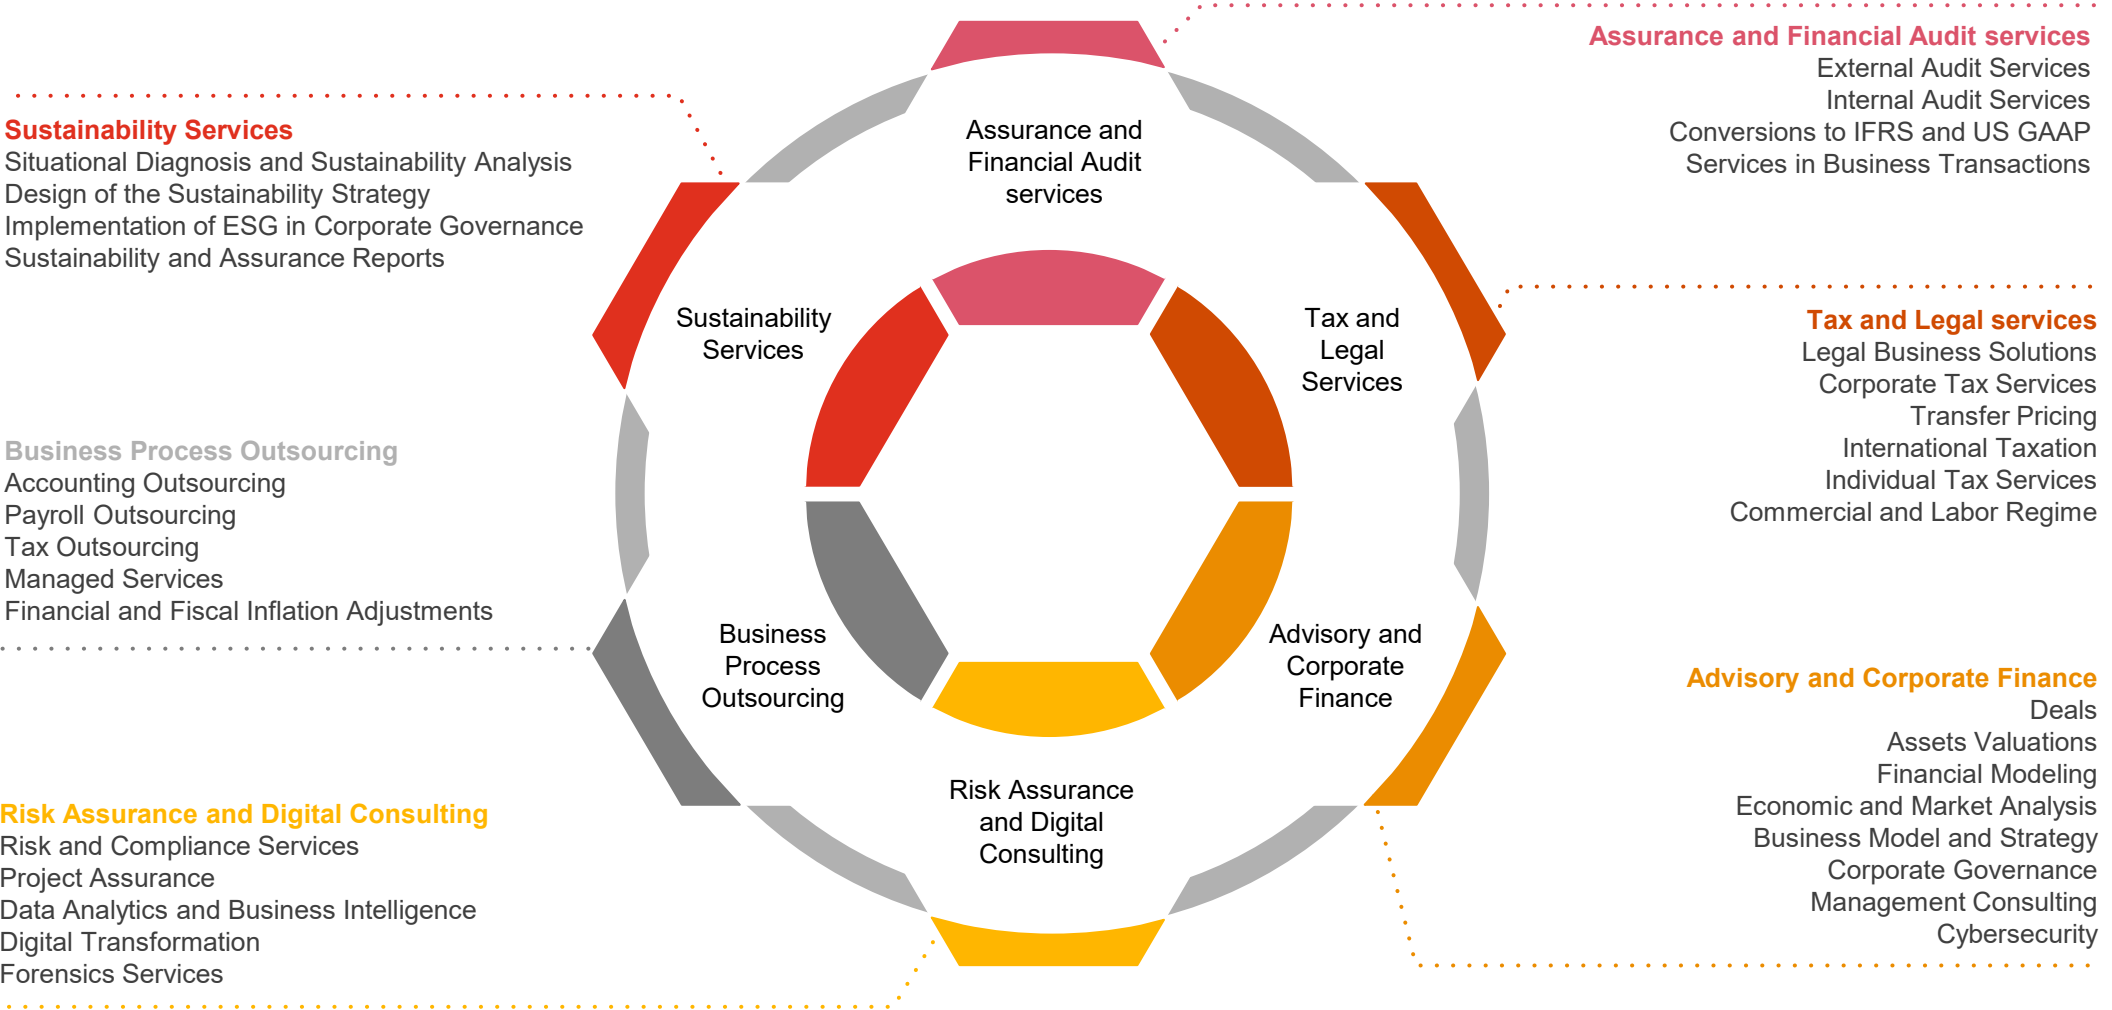 Assurance and Financial Audit services
External Audit Services
Internal Audit Services
Conversions to IFRS and US GAAP
Services in Business Transactions
Sustainability Services
Situational Diagnosis and Sustainability Analysis
Design of the Sustainability Strategy
Implementation of ESG in Corporate Governance
Sustainability and Assurance Reports
Assurance and
Financial Audit
services
Sustainability
Services
Tax and
Legal
Services
Tax and Legal services
Legal Business Solutions
Corporate Tax Services
Transfer Pricing
International Taxation
Individual Tax Services
Commercial and Labor Regime
Business Process Outsourcing
Accounting Outsourcing
Payroll Outsourcing
Tax Outsourcing
Managed Services
Financial and Fiscal Inflation Adjustments
Business
Process
Outsourcing
Advisory and
Corporate
Finance
Advisory and Corporate Finance
Deals
Assets Valuations
Financial Modeling
Economic and Market Analysis
Business Model and Strategy
Corporate Governance
Management Consulting
Cybersecurity
Risk Assurance
and Digital
Consulting
Risk Assurance and Digital Consulting
Risk and Compliance Services
Project Assurance
Data Analytics and Business Intelligence
Digital Transformation
Forensics Services